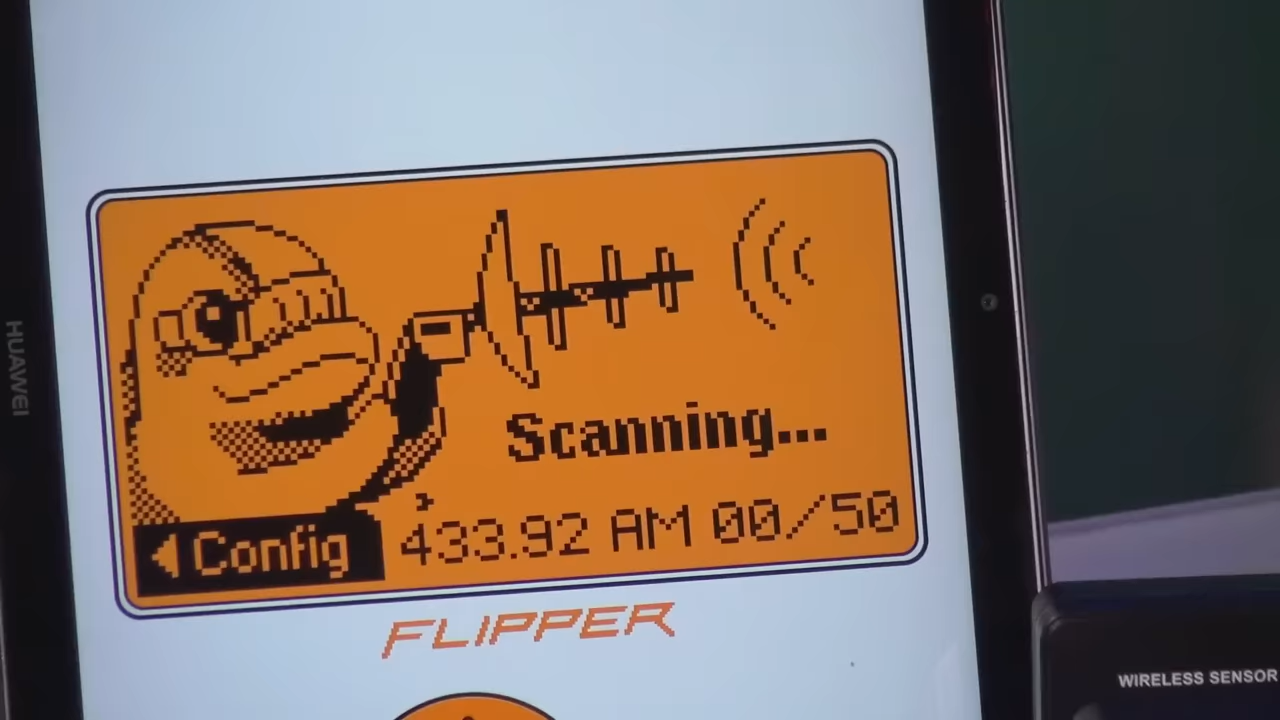 HUAWEI
Scanning...
Config
433.92 AM 00/50
FLIPPER
WIRELESS SENSOR